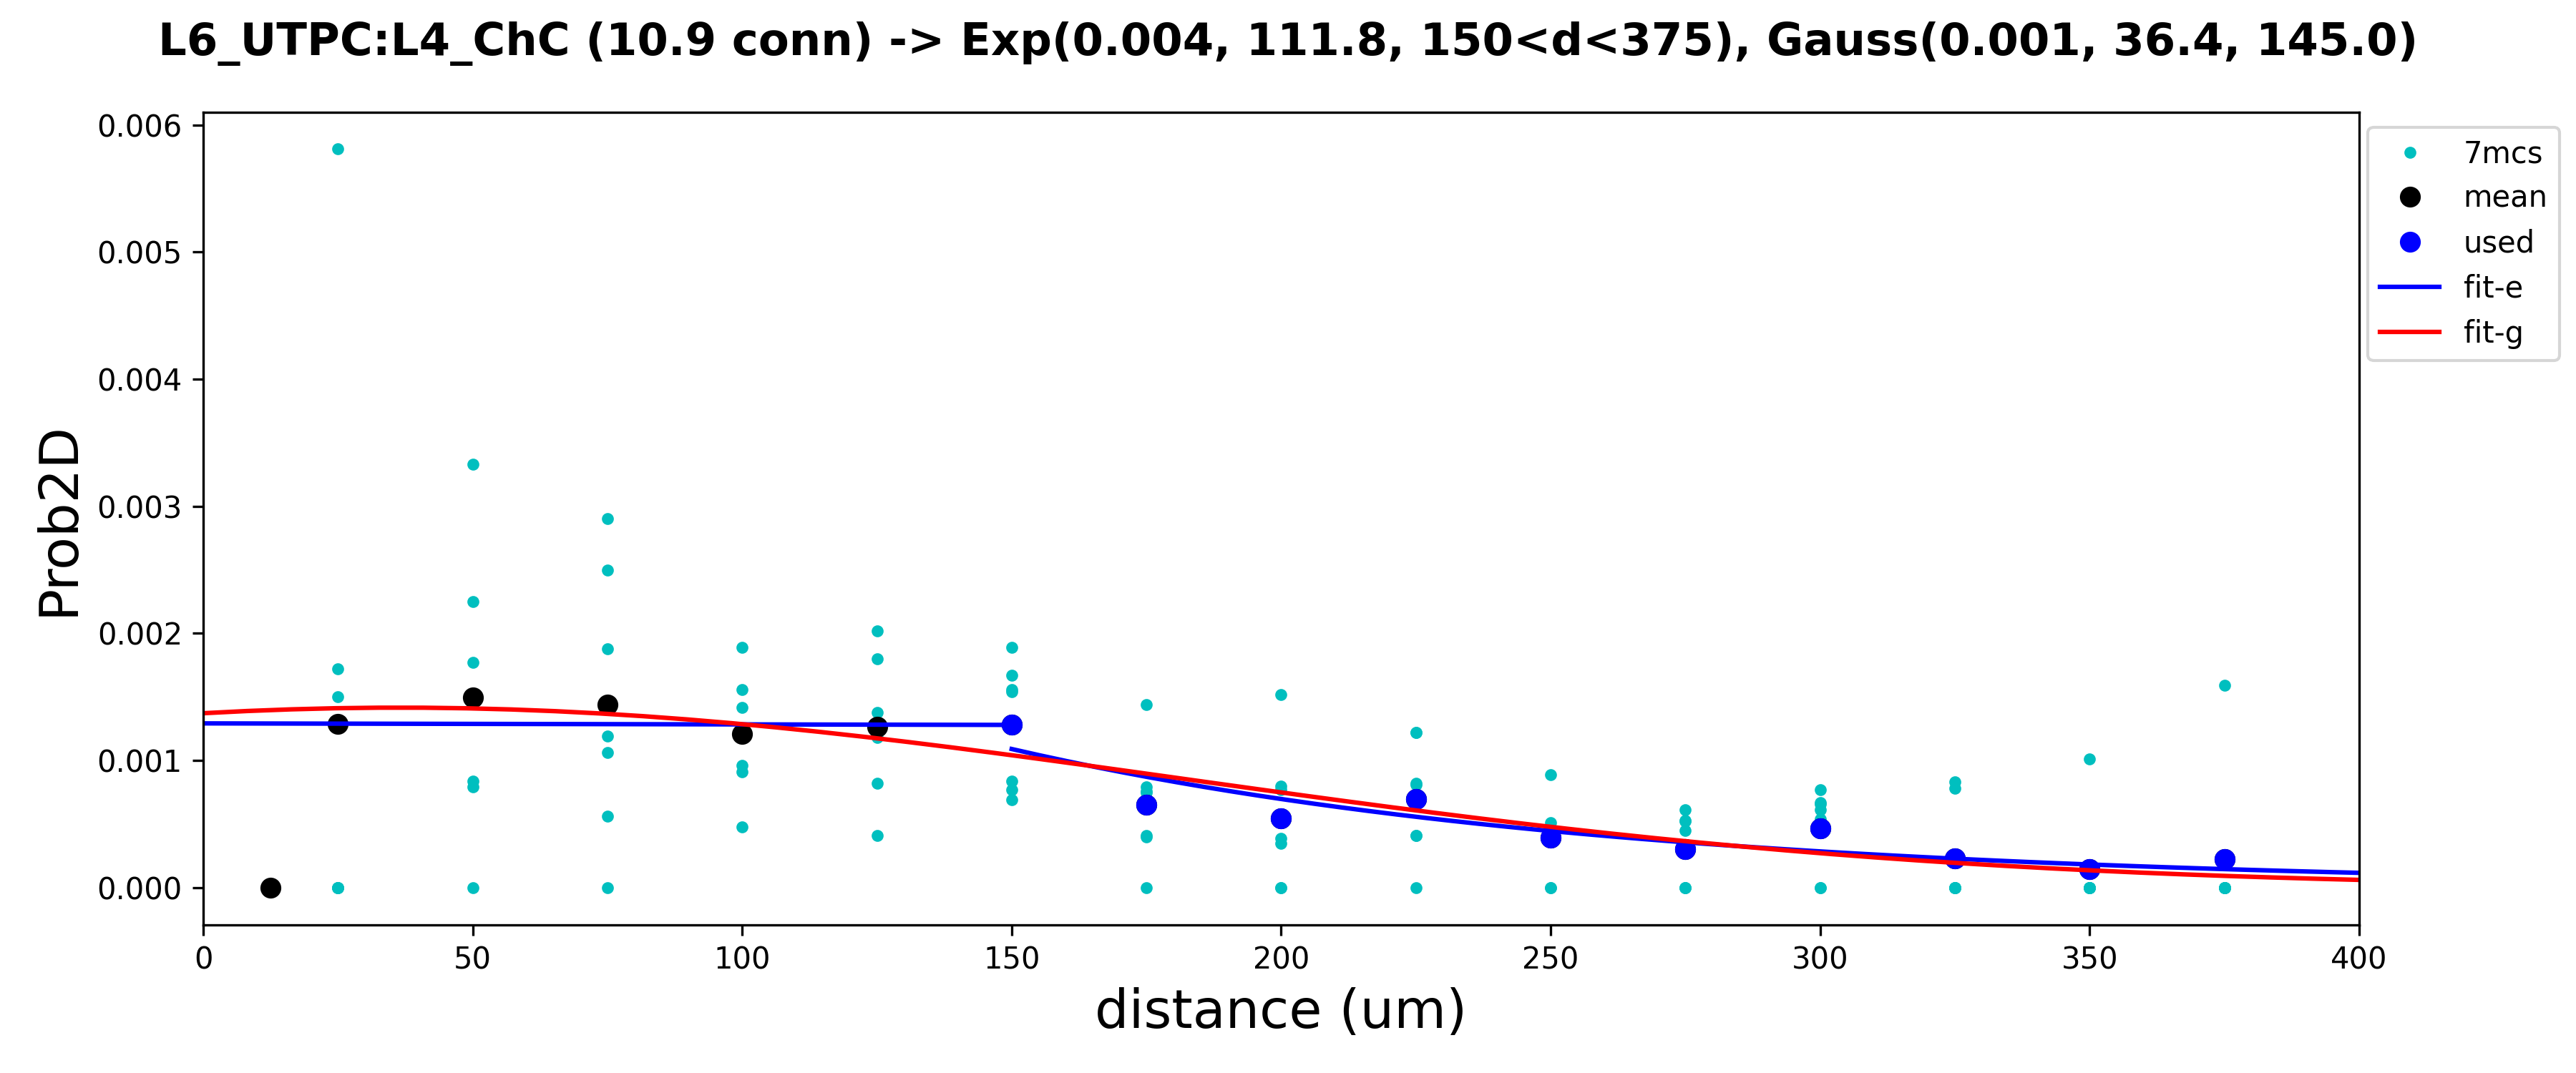 L6_UTPC:L4_ChC (10.9 conn) -> Exp(0.004, 111.8, 150<d<375), Gauss(0.001, 36.4, 145.0)
0.006
0.005
0.004
0.003
0.002
0.001
0.000
Prob2D
0 50 100 150 200 250 300 350 400
distance (um)
7mcs
mean
used
fit-e
fit-g